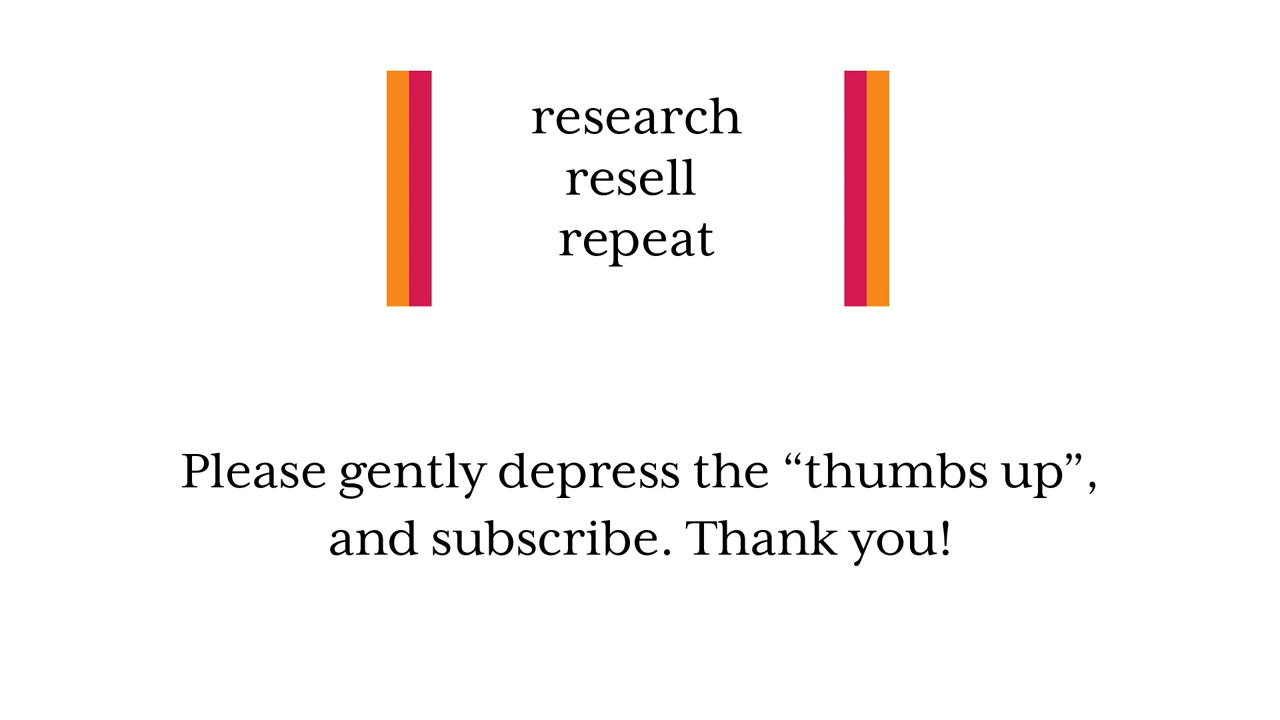 research
resell
repeat
Please gently depress the “thumbs up”,
and subscribe. Thank you!